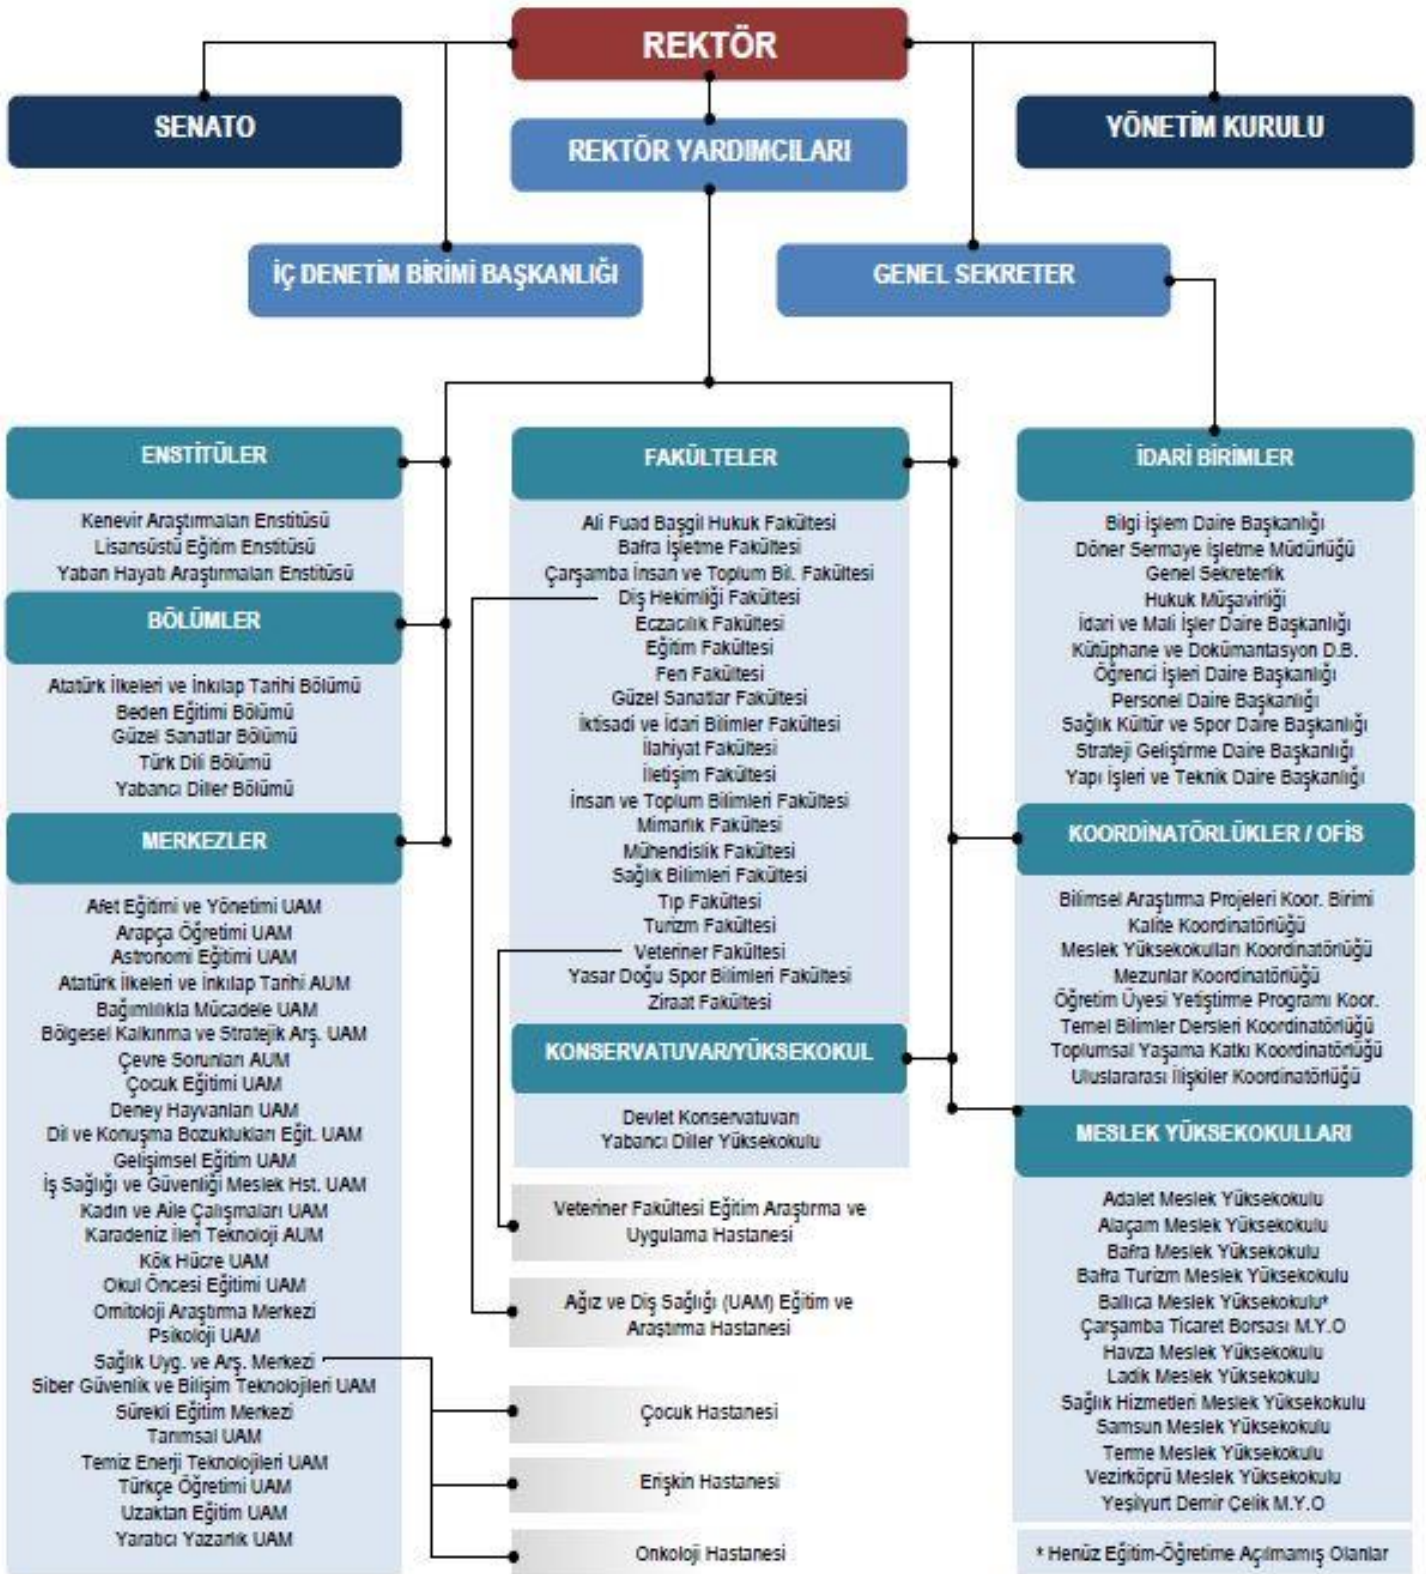 REKTÖR
SENATO
REKTÖR YARDIMCILARI
YÖNETİM KURULU
İÇ DENETİM BİRİMİ BAŞKANLIĞI
GENEL SEKRETER
ENSTİTÜLER
Kenevir Araştırmaları Enstitüsü
Lisansüstü Eğitim Enstitüsü
Yaban Hayatı Araştırmaları Enstitüsü
BÖLÜMLER
Atatürk İlkeleri ve İnkılap Tarihi Bölümü
Beden Eğitimi Bölümü
Güzel Sanatlar Bölümü
Türk Dili Bölümü
Yabancı Diller Bölümü
MERKEZLER
Afet Eğitimi ve Yönetimi UAM
Arapça Öğretimi UAM
Astronomi Eğitimi UAM
Atatürk İlkeleri ve İnkılap Tarihi AUM
Bağımlılıkla Mücadele UAM
Bölgesel Kalkınma ve Stratejik Arş. UAM
Çevre Sorunları AUM
Çocuk Eğitimi UAM
Deney Hayvanları UAM
Dil ve Konuşma Bozuklukları Eğit. UAM
Gelişimsel Eğitim UAM
İş Sağlığı ve Güvenliği Meslek Hst. UAM
Kadın ve Aile Çalışmaları UAM
Karadeniz İleri Teknoloji AUM
Kök Hücre UAM
Okul Öncesi Eğitimi UAM
Ornitoloji Araştırma Merkezi
Psikoloji UAM
Sağlık Uyg. ve Arş. Merkezi
Siber Güvenlik ve Bilişim Teknolojileri UAM
Sürekli Eğitim Merkezi
Tarımsal UAM
Temiz Enerji Teknolojileri UAM
Türkçe Öğretimi UAM
Uzaktan Eğitim UAM
Yaratıcı Yazarlık UAM
FAKÜLTELER
Ali Fuad Başgil Hukuk Fakültesi
Bafra İşletme Fakültesi
Çarşamba İnsan ve Toplum Bil. Fakültesi
Diş Hekimliği Fakültesi
Eczacılık Fakültesi
Eğitim Fakültesi
Fen Fakültesi
Güzel Sanatlar Fakültesi
İktisadi ve İdari Bilimler Fakültesi
İlahiyat Fakültesi
İletişim Fakültesi
İnsan ve Toplum Bilimleri Fakültesi
Mimarlık Fakültesi
Mühendislik Fakültesi
Sağlık Bilimleri Fakültesi
Tıp Fakültesi
Turizm Fakültesi
Veteriner Fakültesi
Yasar Doğu Spor Bilimleri Fakültesi
Ziraat Fakültesi
KONSERVATUVAR/YÜKSEKOKUL
Devlet Konservatuvarı
Yabancı Diller Yüksekokulu
Veteriner Fakültesi Eğitim Araştırma ve
Uygulama Hastanesi
Ağız ve Diş Sağlığı (UAM) Eğitim ve
Araştırma Hastanesi
Çocuk Hastanesi
Erişkin Hastanesi
Onkoloji Hastanesi
İDARİ BİRİMLER
Bilgi İşlem Daire Başkanlığı
Döner Sermaye İşletme Müdürlüğü
Genel Sekreterlik
Hukuk Müşavirliği
İdari ve Mali İşler Daire Başkanlığı
Kütüphane ve Dokümantasyon D.B.
Öğrenci İşleri Daire Başkanlığı
Personel Daire Başkanlığı
Sağlık Kültür ve Spor Daire Başkanlığı
Strateji Geliştirme Daire Başkanlığı
Yapı İşleri ve Teknik Daire Başkanlığı
KOORDİNATÖRLÜKLER / OFİS
Bilimsel Araştırma Projeleri Koor. Birimi
Kalite Koordinatörlüğü
Meslek Yüksekokulları Koordinatörlüğü
Mezunlar Koordinatörlüğü
Öğretim Üyesi Yetiştirme Programı Koor.
Temel Bilimler Dersleri Koordinatörlüğü
Toplumsal Yaşama Katkı Koordinatörlüğü
Uluslararası İlişkiler Koordinatörlüğü
MESLEK YÜKSEKOKULLARI
Adalet Meslek Yüksekokulu
Alaçam Meslek Yüksekokulu
Bafra Meslek Yüksekokulu
Bafra Turizm Meslek Yüksekokulu
Ballıca Meslek Yüksekokulu*
Çarşamba Ticaret Borsası M.Y.O
Havza Meslek Yüksekokulu
Ladik Meslek Yüksekokulu
Sağlık Hizmetleri Meslek Yüksekokulu
Samsun Meslek Yüksekokulu
Terme Meslek Yüksekokulu
Vezirköprü Meslek Yüksekokulu
Yeşilyurt Demir Çelik M.Y.O
* Henüz Eğitim-Öğretime Açılmamış Olanlar